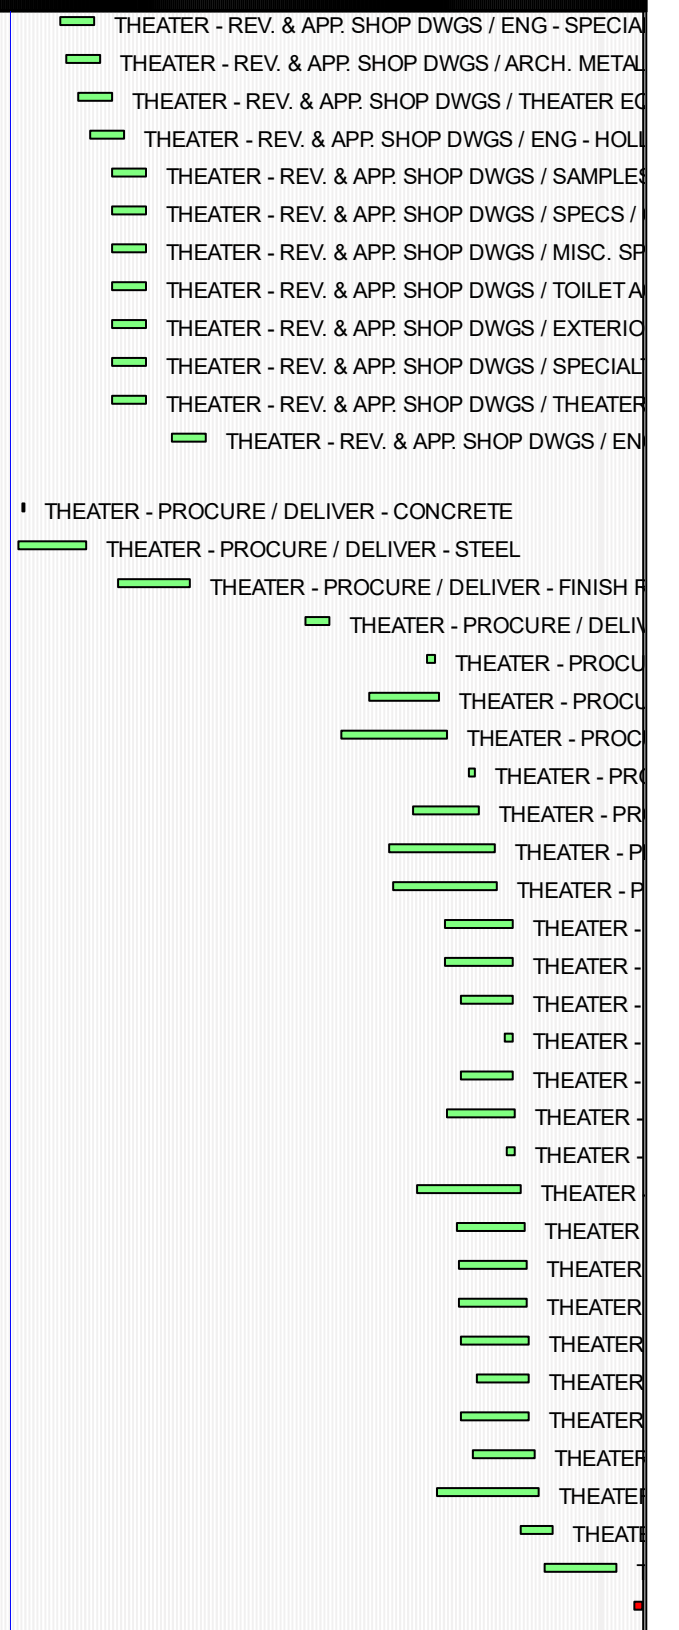 THEATER - REV. & APP. SHOP DWGS / ENG - SPECIA
THEATER - REV. & APP. SHOP DWGS / ARCH. METAL
THEATER - REV. & APP. SHOP DWGS / THEATER EQ
THEATER - REV. & APP. SHOP DWGS / ENG - HOLL
THEATER - REV. & APP. SHOP DWGS / SAMPLES
THEATER - REV. & APP. SHOP DWGS / SPECS /
THEATER - REV. & APP. SHOP DWGS / MISC. SP
THEATER - REV. & APP. SHOP DWGS / TOILET A
THEATER - REV. & APP. SHOP DWGS / EXTERIO
THEATER - REV. & APP. SHOP DWGS / SPECIALT
THEATER - REV. & APP. SHOP DWGS / THEATER
THEATER - REV. & APP. SHOP DWGS / EN
THEATER - PROCURE / DELIVER - CONCRETE
THEATER - PROCURE / DELIVER - STEEL
THEATER - PROCURE / DELIVER - FINISH
THEATER - PROCURE / DELIV
THEATER - PROCU
THEATER - PROCU
THEATER - PROC
THEATER - PRO
THEATER - PR
THEATER - P
THEATER - P
THEATER -
THEATER -
THEATER -
THEATER -
THEATER -
THEATER -
THEATER -
THEATER
THEATER
THEATER
THEATER
THEATER
THEATER
THEATER
THEATER
THEATE
THEATE